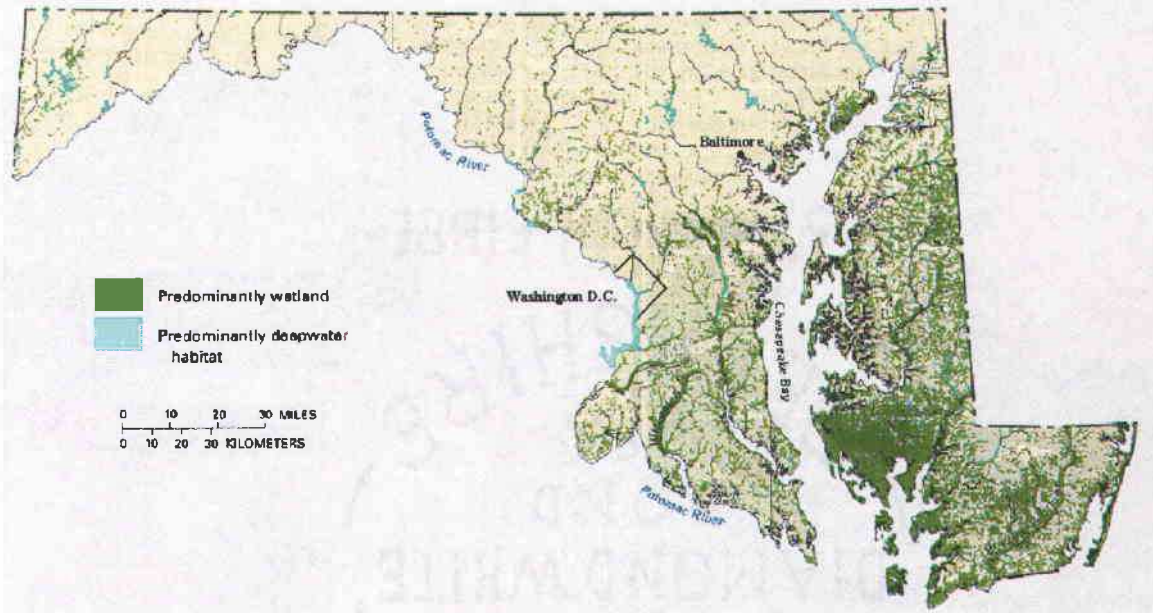 Potomac River
Baltimore
Washington D.C.
Chesapeake Bay
Potomac River
Predominantly wetland
Predominantly deepwater
habitat
0 10 20 30 MILES
0 10 20 30 KILOMETERS